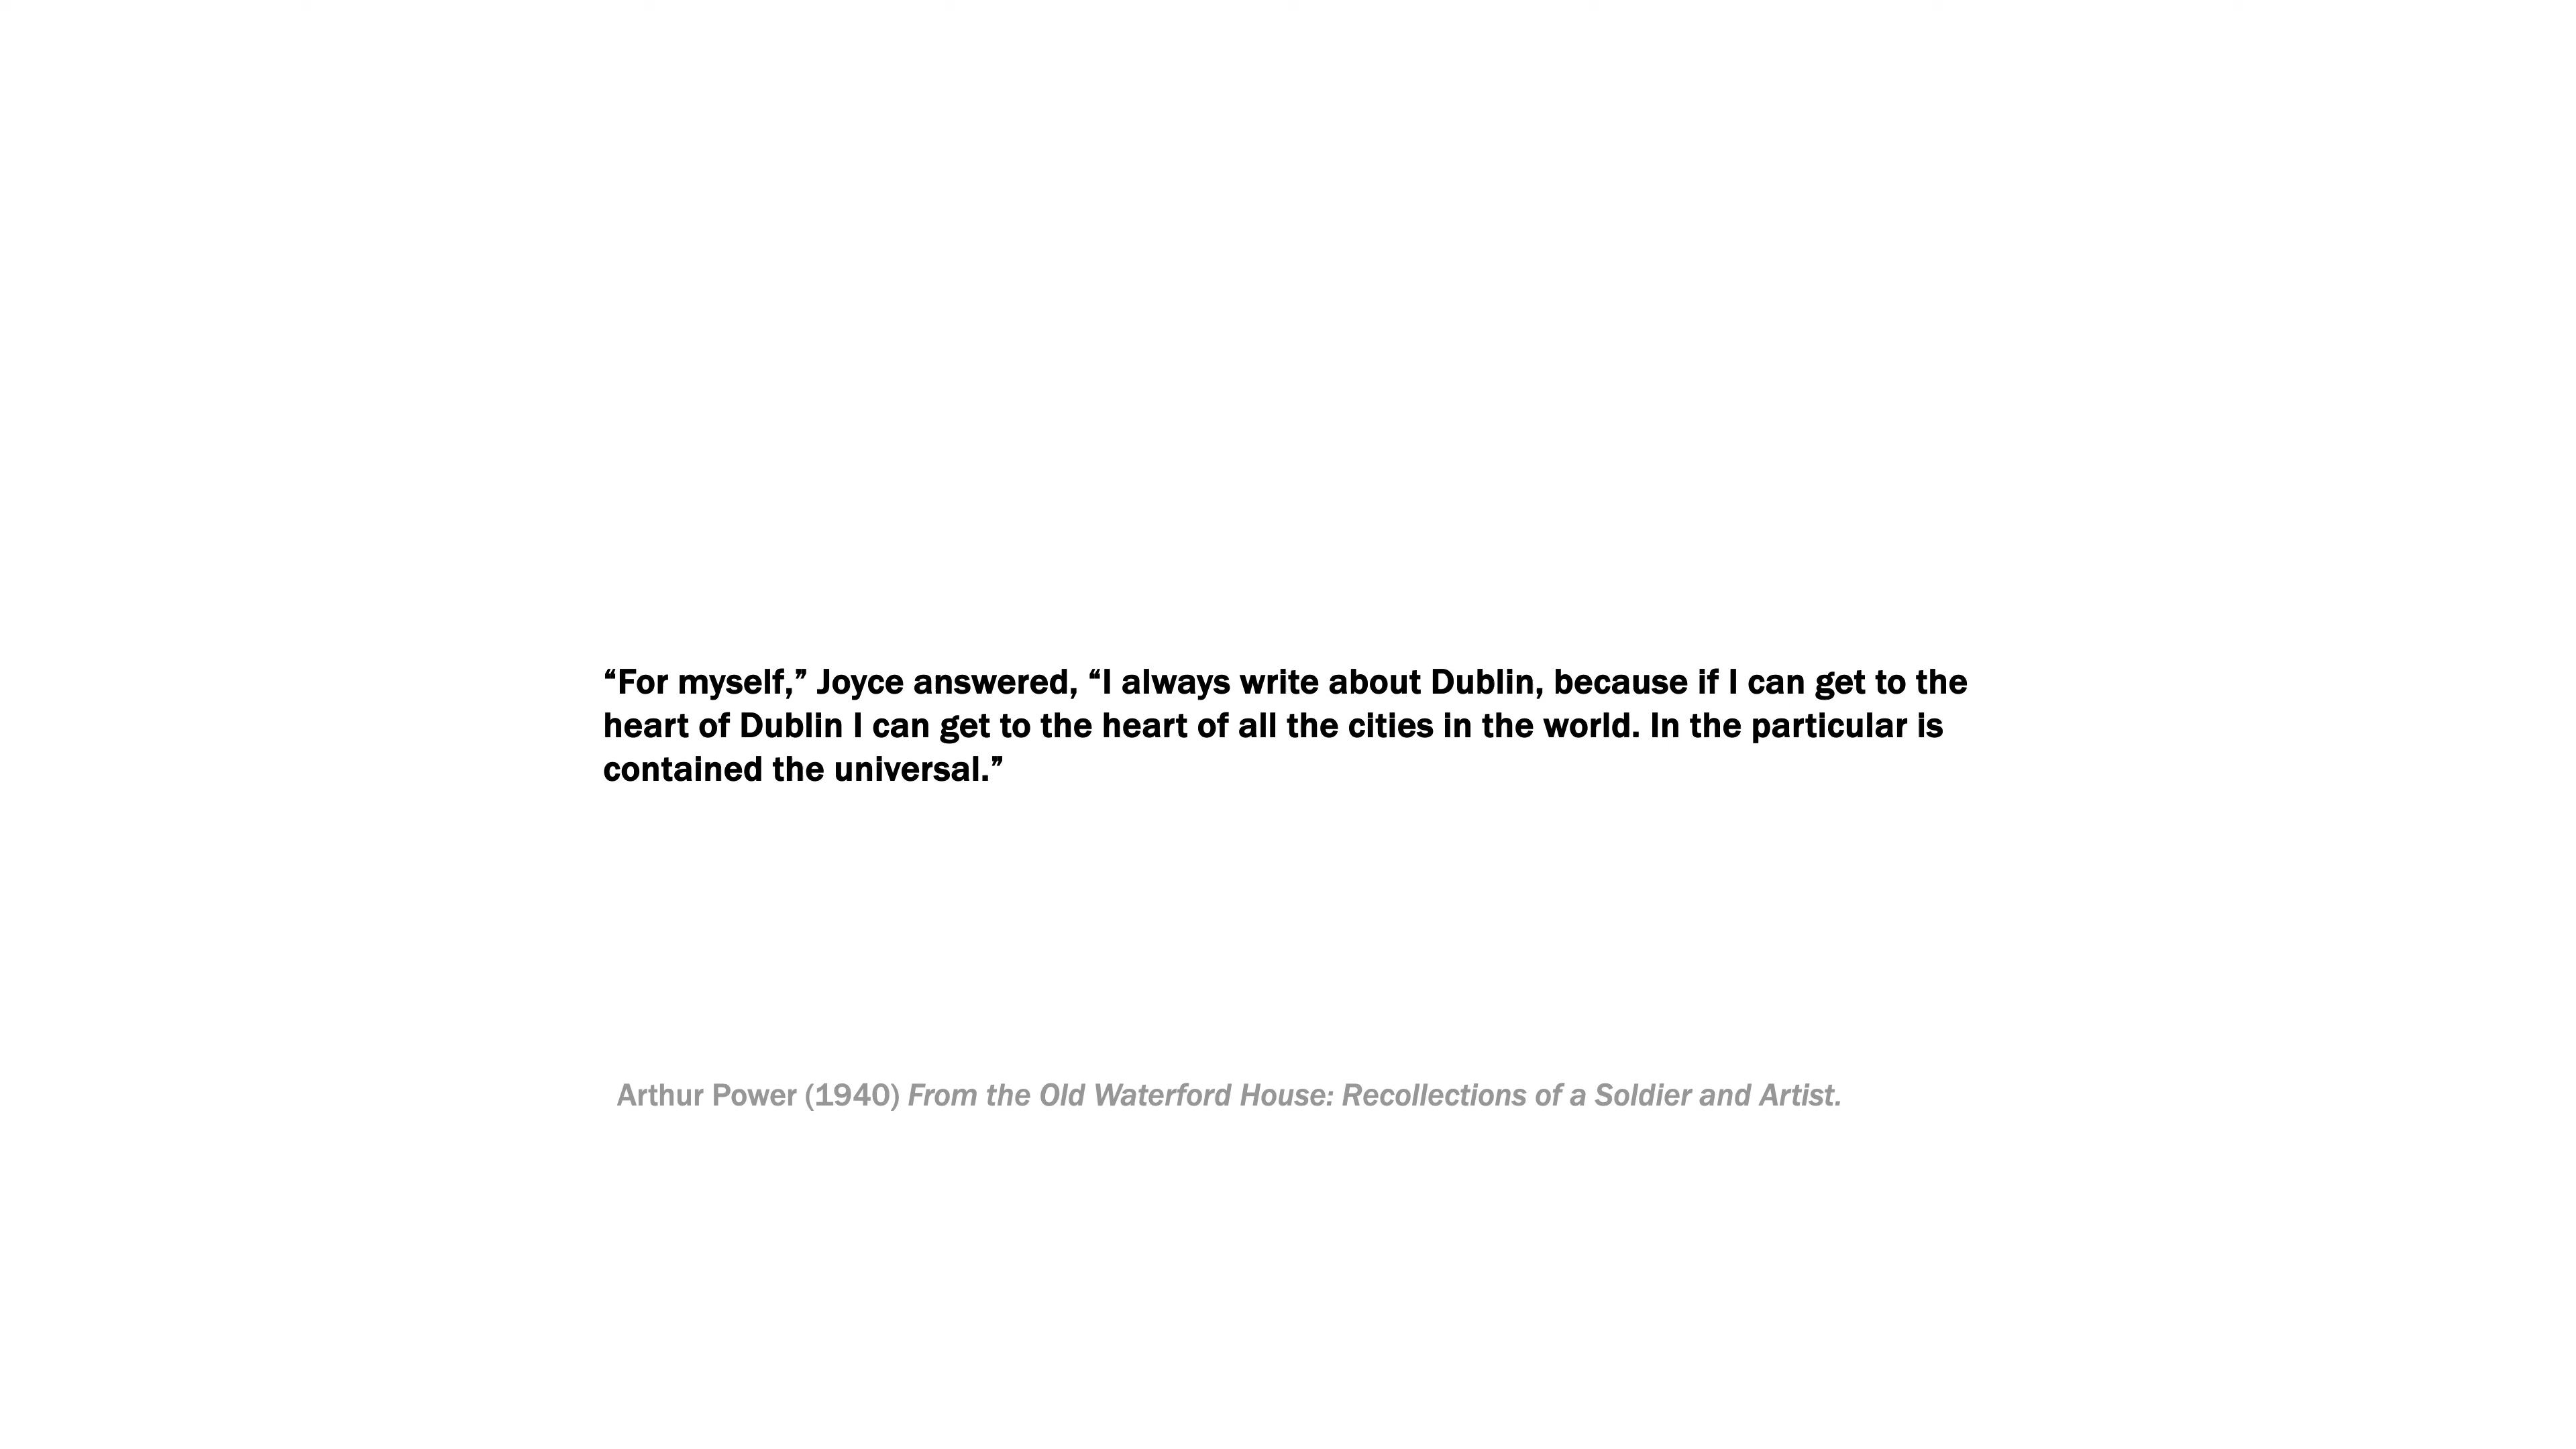 “For myself,” Joyce answered, “I always write about Dublin, because if I can get to the
heart of Dublin I can get to the heart of all the cities in the world. In the particular is
contained the universal.”
Arthur Power (1940) From the Old Waterford House: Recollections of a Soldier and Artist.